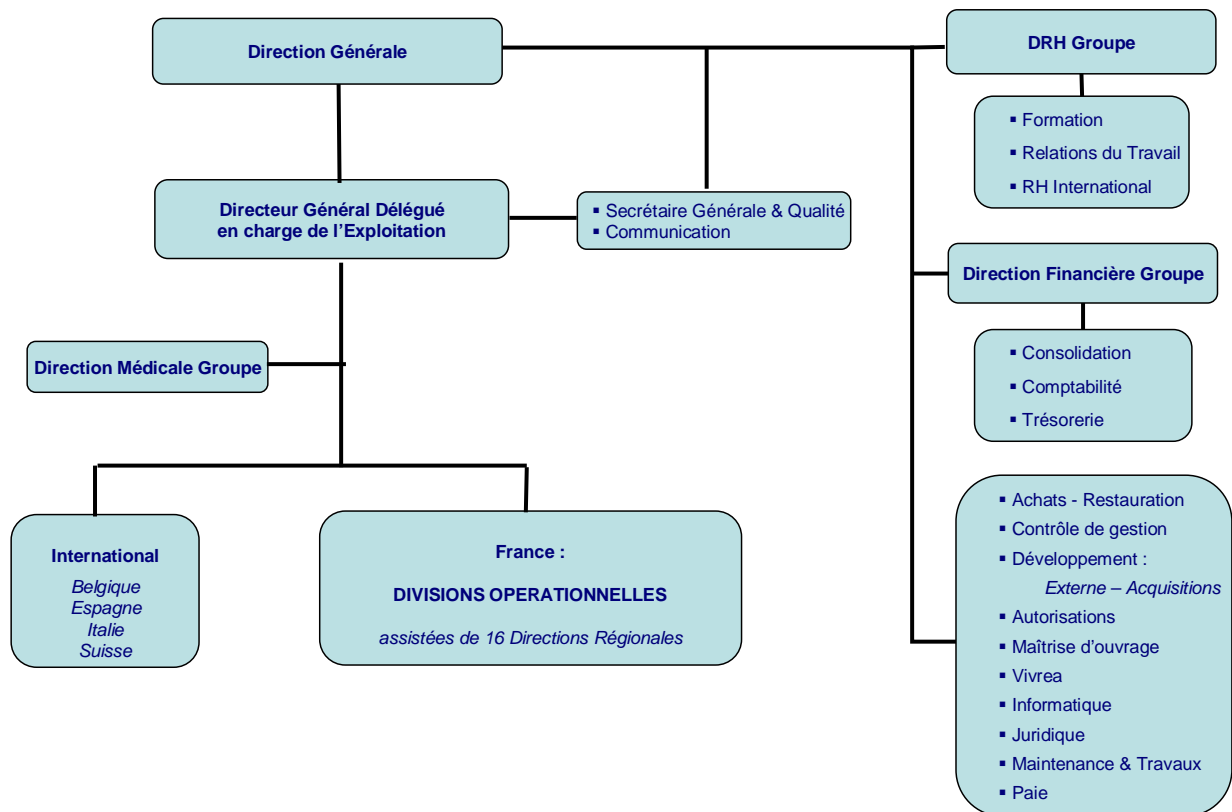 Direction Générale
DRH Groupe
▪ Formation
▪ Relations du Travail
▪ RH International
Directeur Général Délégué
en charge de l'Exploitation
▪ Secrétaire Générale & Qualité
▪ Communication
Direction Financière Groupe
▪ Consolidation
▪ Comptabilité
▪ Trésorerie
Direction Médicale Groupe
International
Belgique
Espagne
Italie
Suisse
France :
DIVISIONS OPERATIONNELLES
assistées de 16 Directions Régionales
▪ Achats - Restauration
▪ Contrôle de gestion
▪ Développement :
Externe – Acquisitions
▪ Autorisations
▪ Maîtrise d'ouvrage
▪ Vivrea
▪ Informatique
▪ Juridique
▪ Maintenance & Travaux
▪ Paie